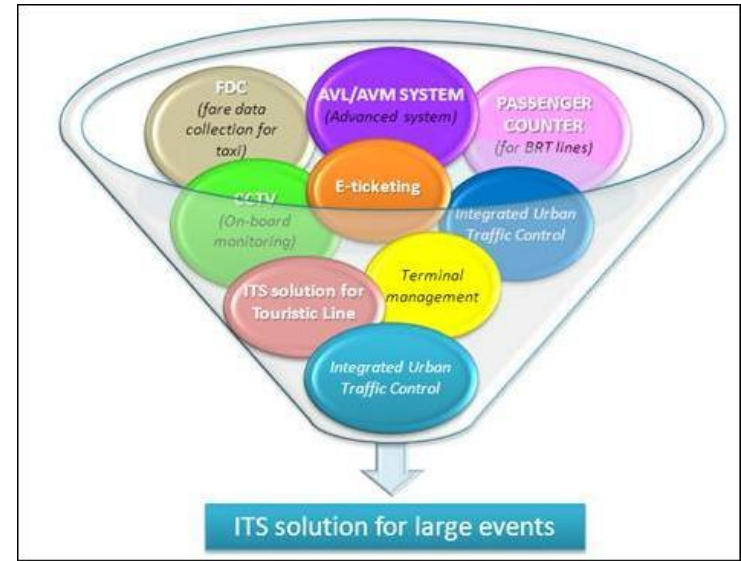 FDC
(fare data
collection for
taxi)
AVL/AVM SYSTEM
(Advanced system)
PASSENGER
COUNTER
(for BRT lines)
CCTV
(On-board
monitoring)
E-ticketing
Integrated Urban
Traffic Control
ITS solution for
Touristic Line
Terminal
management
Integrated Urban
Traffic Control
ITS solution for large events